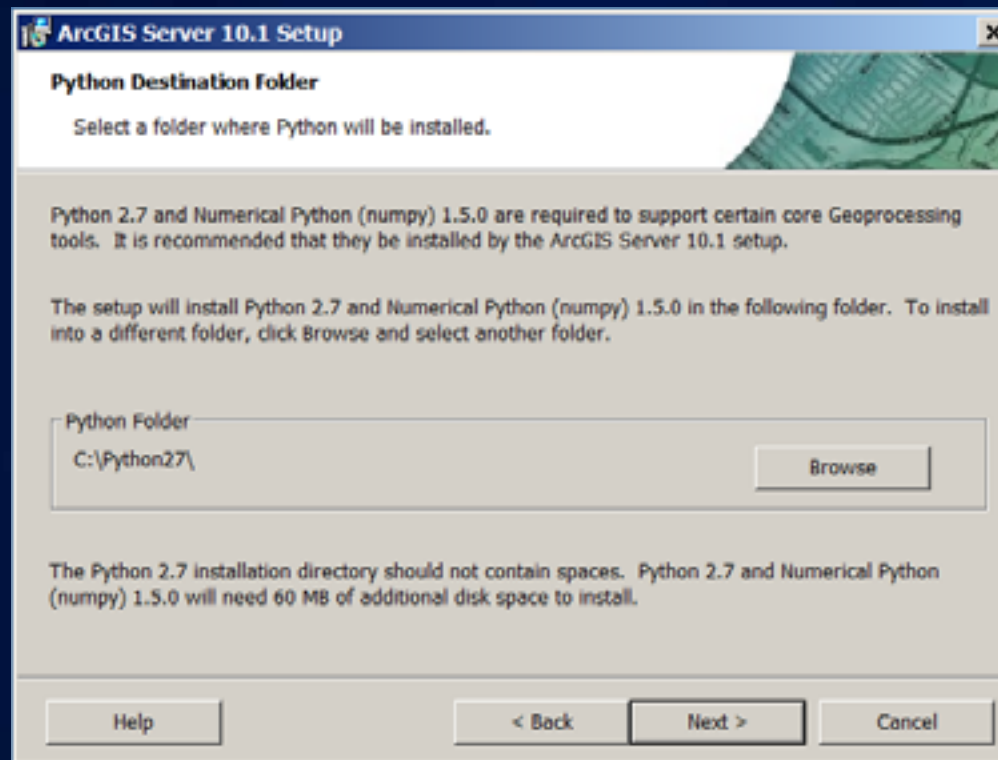 ArcGIS Server 10.1 Setup
Python Destination Folder
Select a folder where Python will be installed.
Python 2.7 and Numerical Python (numpy) 1.5.0 are required to support certain core Geoprocessing
tools. It is recommended that they be installed by the ArcGIS Server 10.1 setup.
The setup will install Python 2.7 and Numerical Python (numpy) 1.5.0 in the following folder. To install
into a different folder, click Browse and select another folder.
Python Folder
C:\Python27\
Browse
The Python 2.7 installation directory should not contain spaces. Python 2.7 and Numerical Python
(numpy) 1.5.0 will need 60 MB of additional disk space to install.
Help
< Back
Next >
Cancel